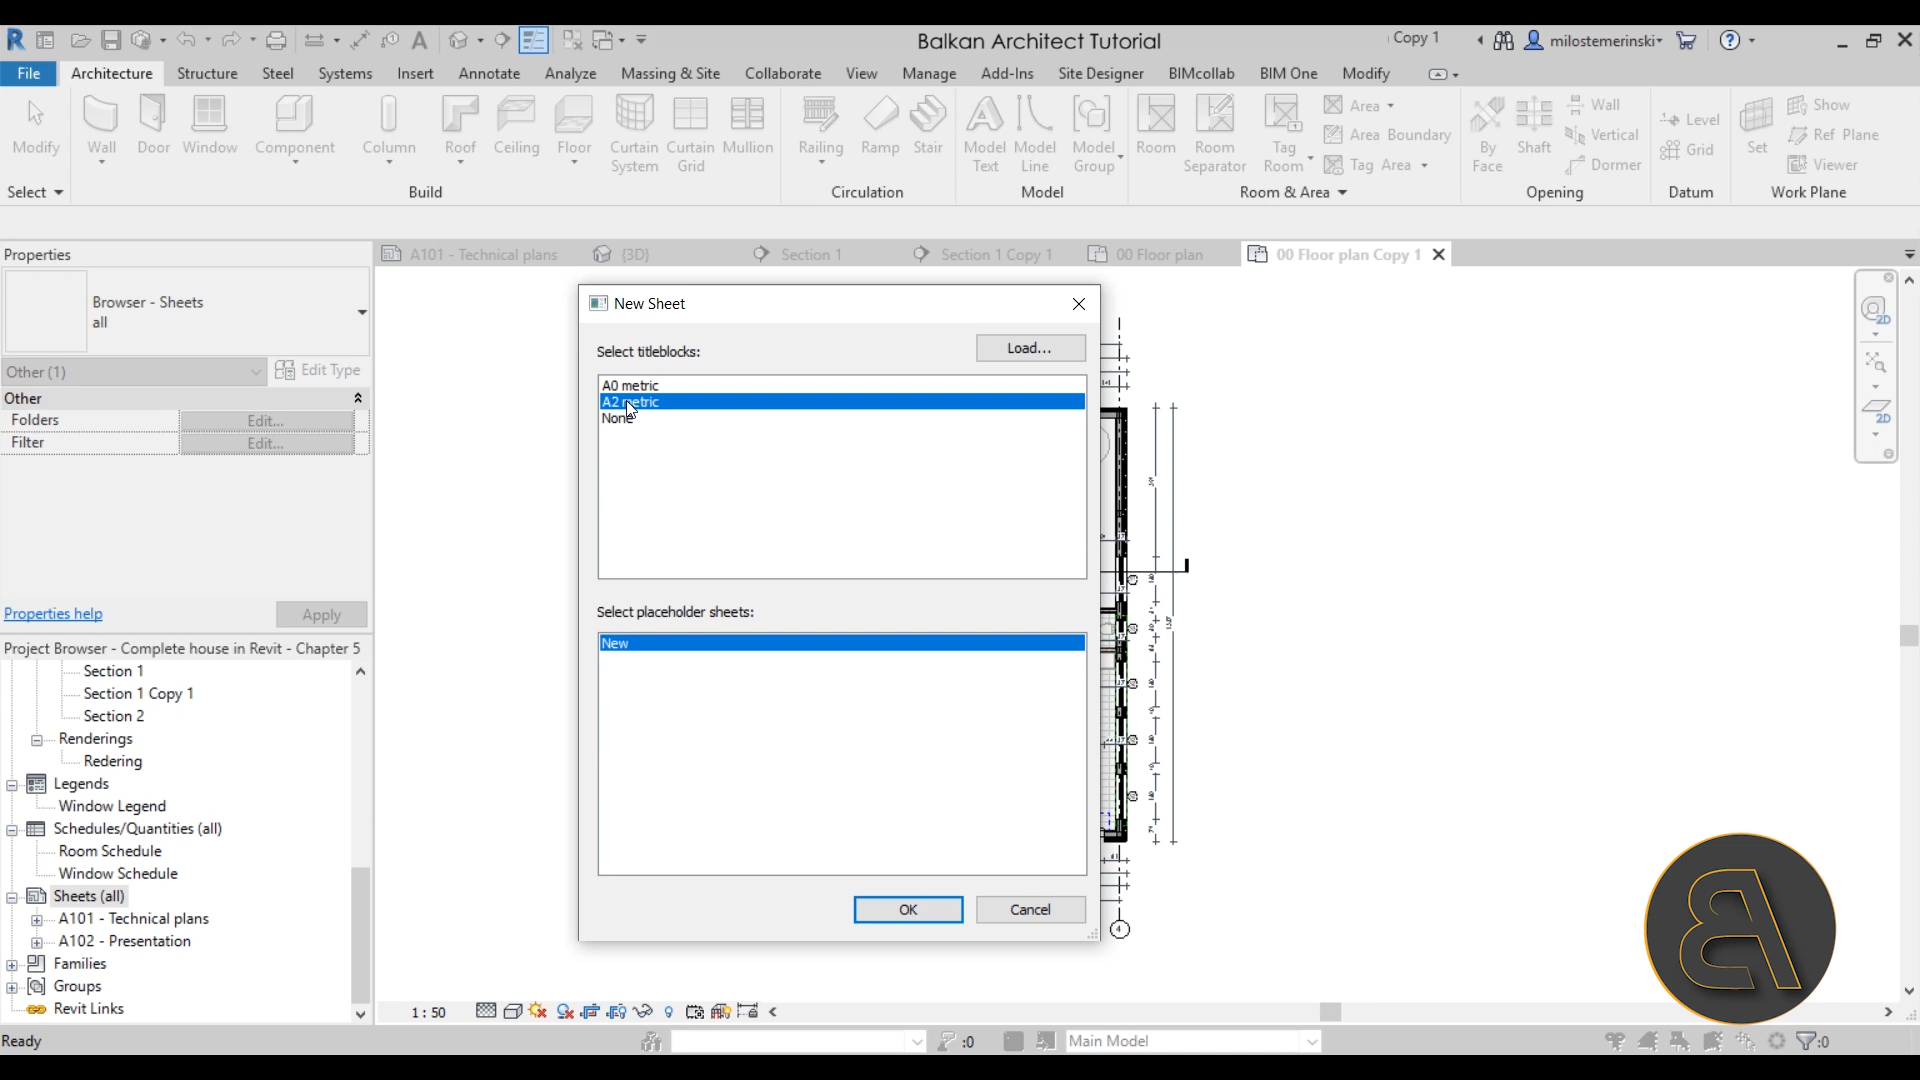 Balkan Architect Tutorial
Copy 1
milostemerinski
File Architecture Structure Steel Systems Insert Annotate Analyze Massing & Site Collaborate View Manage Add-Ins Site Designer BIMcollab BIM One Modify
Modify Wall Door Window Component Column Roof Ceiling Floor Curtain System Curtain Grid Mullion Railing Ramp Stair Model Text Model Line Model Group Room Room Separator Tag Room
Area
Area Boundary
Tag Area
By Face Shaft
Wall
Vertical
Dormer
Level
Grid
Set
Show
Ref Plane
Viewer
Select Build Circulation Model Room & Area Opening Datum Work Plane
Properties
A101 - Technical plans {3D} Section 1 Section 1 Copy 1 00 Floor plan 00 Floor plan Copy 1
Browser - Sheets
all
Other (1) Edit Type
Other
Folders Edit...
Filter Edit...
Properties help Apply
Project Browser - Complete house in Revit - Chapter 5
Section 1
Section 1 Copy 1
Section 2
Renderings
Redering
Legends
Window Legend
Schedules/Quantities (all)
Room Schedule
Window Schedule
Sheets (all)
A101 - Technical plans
A102 - Presentation
Families
Groups
Revit Links
New Sheet
Select titleblocks: Load...
A0 metric
A2 metric
None
Select placeholder sheets:
New
OK Cancel
2D
2D
4
1 : 50
Ready :0 Main Model :0